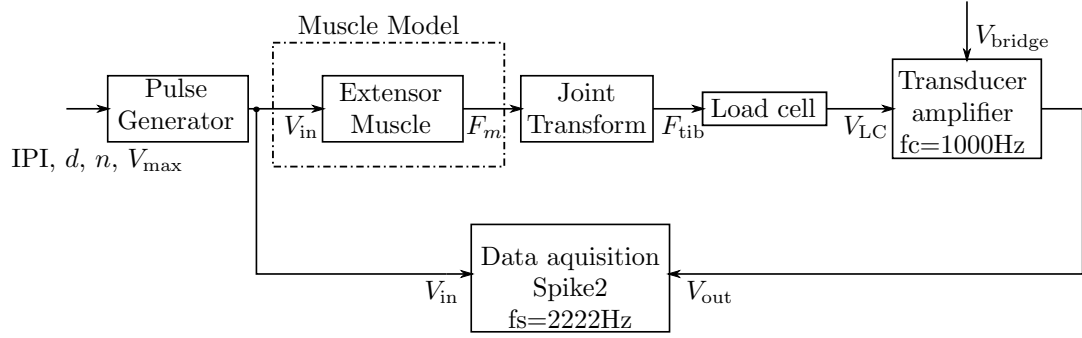 Muscle Model
V_bridge
Pulse
Generator
V_in
Extensor
Muscle
F_m
Joint
Transform
F_tib
Load cell
V_LC
Transducer
amplifier
fc=1000Hz
IPI, d, n, V_max
Data aquisition
Spike2
fs=2222Hz
V_in
V_out